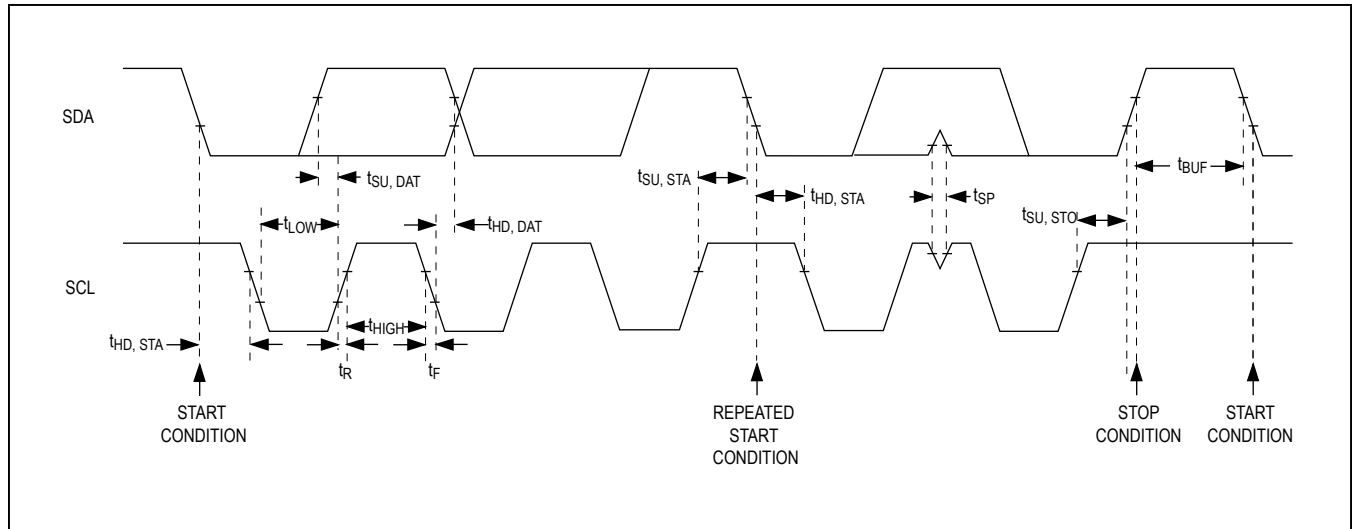 SDA
tSU, DAT
tSU, STA
tHD, STA
tSP
tBUF
tLOW
tHD, DAT
tSU, STO
SCL
tHIGH
tHD, STA
tR
tF
START
CONDITION
REPEATED
START
CONDITION
STOP
CONDITION
START
CONDITION